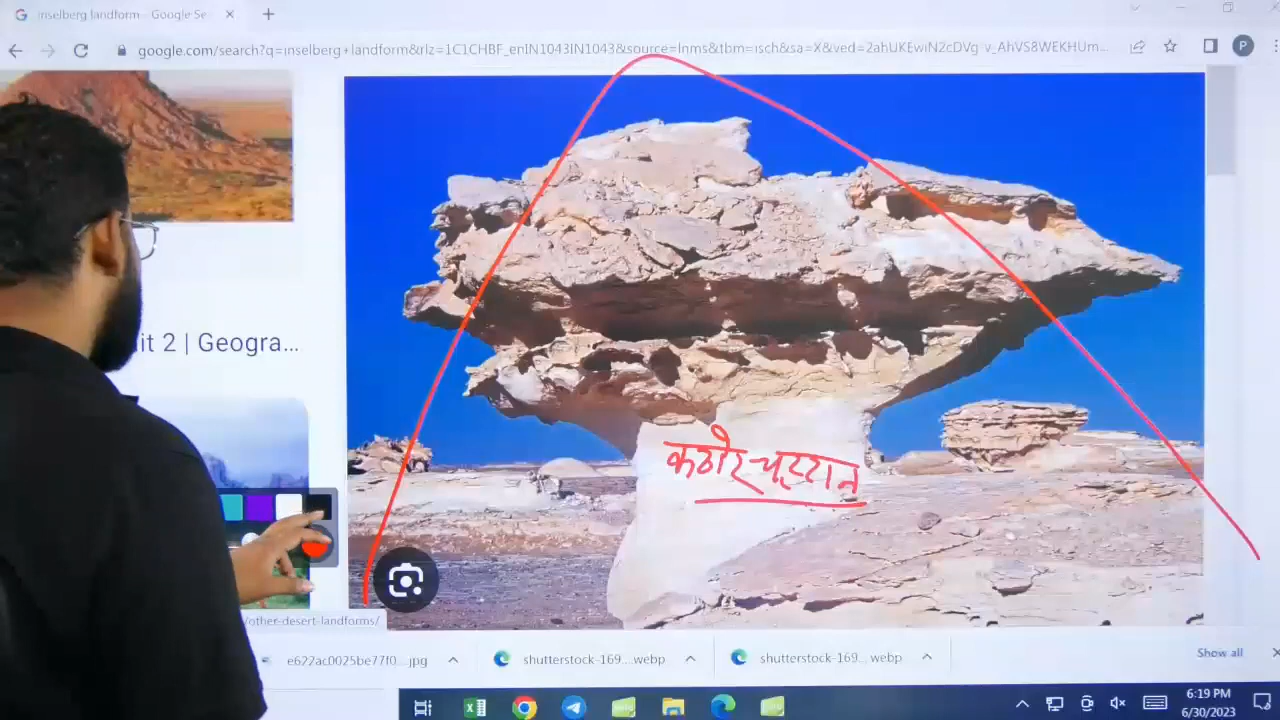 inselberg landform - Google Se
google.com/search?q=inselberg+landform&rlz=1C1CHBF_enIN1043IN1043&source=lnms&tbm=isch&sa=X&ved=2ahUKEwiN2cDVg-v_AhVS8WEKHUm...
P
it 2 | Geogra...
कठोर चट्टान
/other-desert-landforms/
e622ac0025be77f0....jpg
shutterstock-169....webp
shutterstock-169....webp
Show all
6:19 PM
6/30/2023